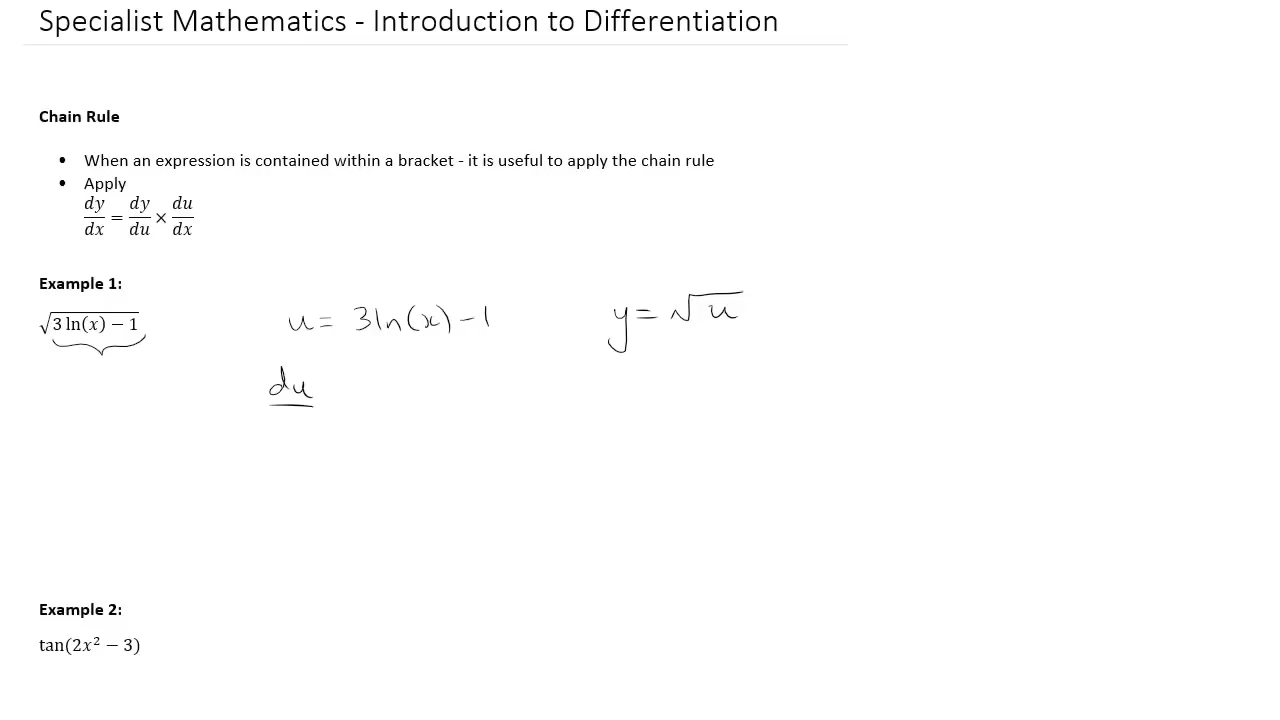 Specialist Mathematics - Introduction to Differentiation
Chain Rule
• When an expression is contained within a bracket - it is useful to apply the chain rule
• Apply
dy/dx = dy/du × du/dx
Example 1:
√(3 ln(x) − 1) u = 3ln(x) - 1 y = √u
du
Example 2:
tan(2x² − 3)